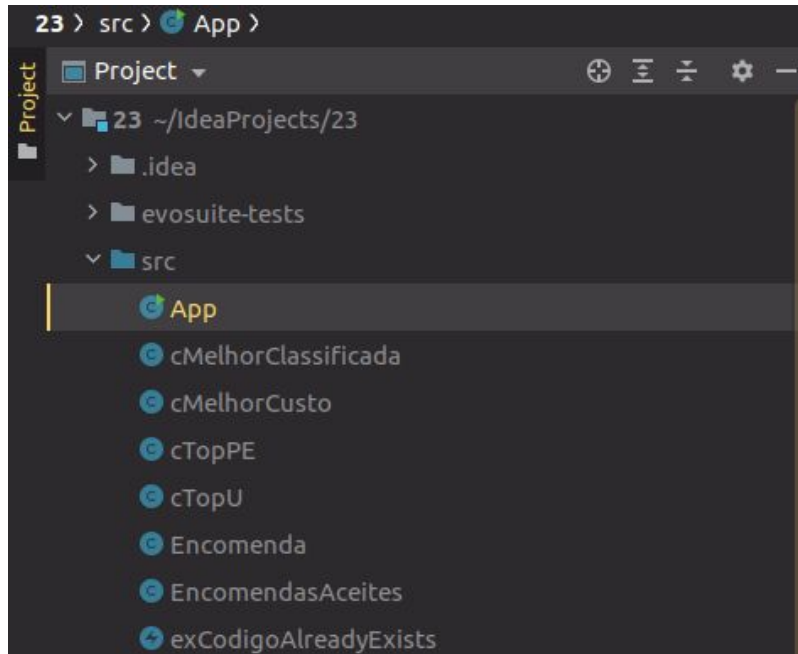 23 > src > App >
Project
Project
23 ~/IdeaProjects/23
.idea
evosuite-tests
src
App
cMelhorClassificada
cMelhorCusto
cTopPE
cTopU
Encomenda
EncomendasAceites
exCodigoAlreadyExists